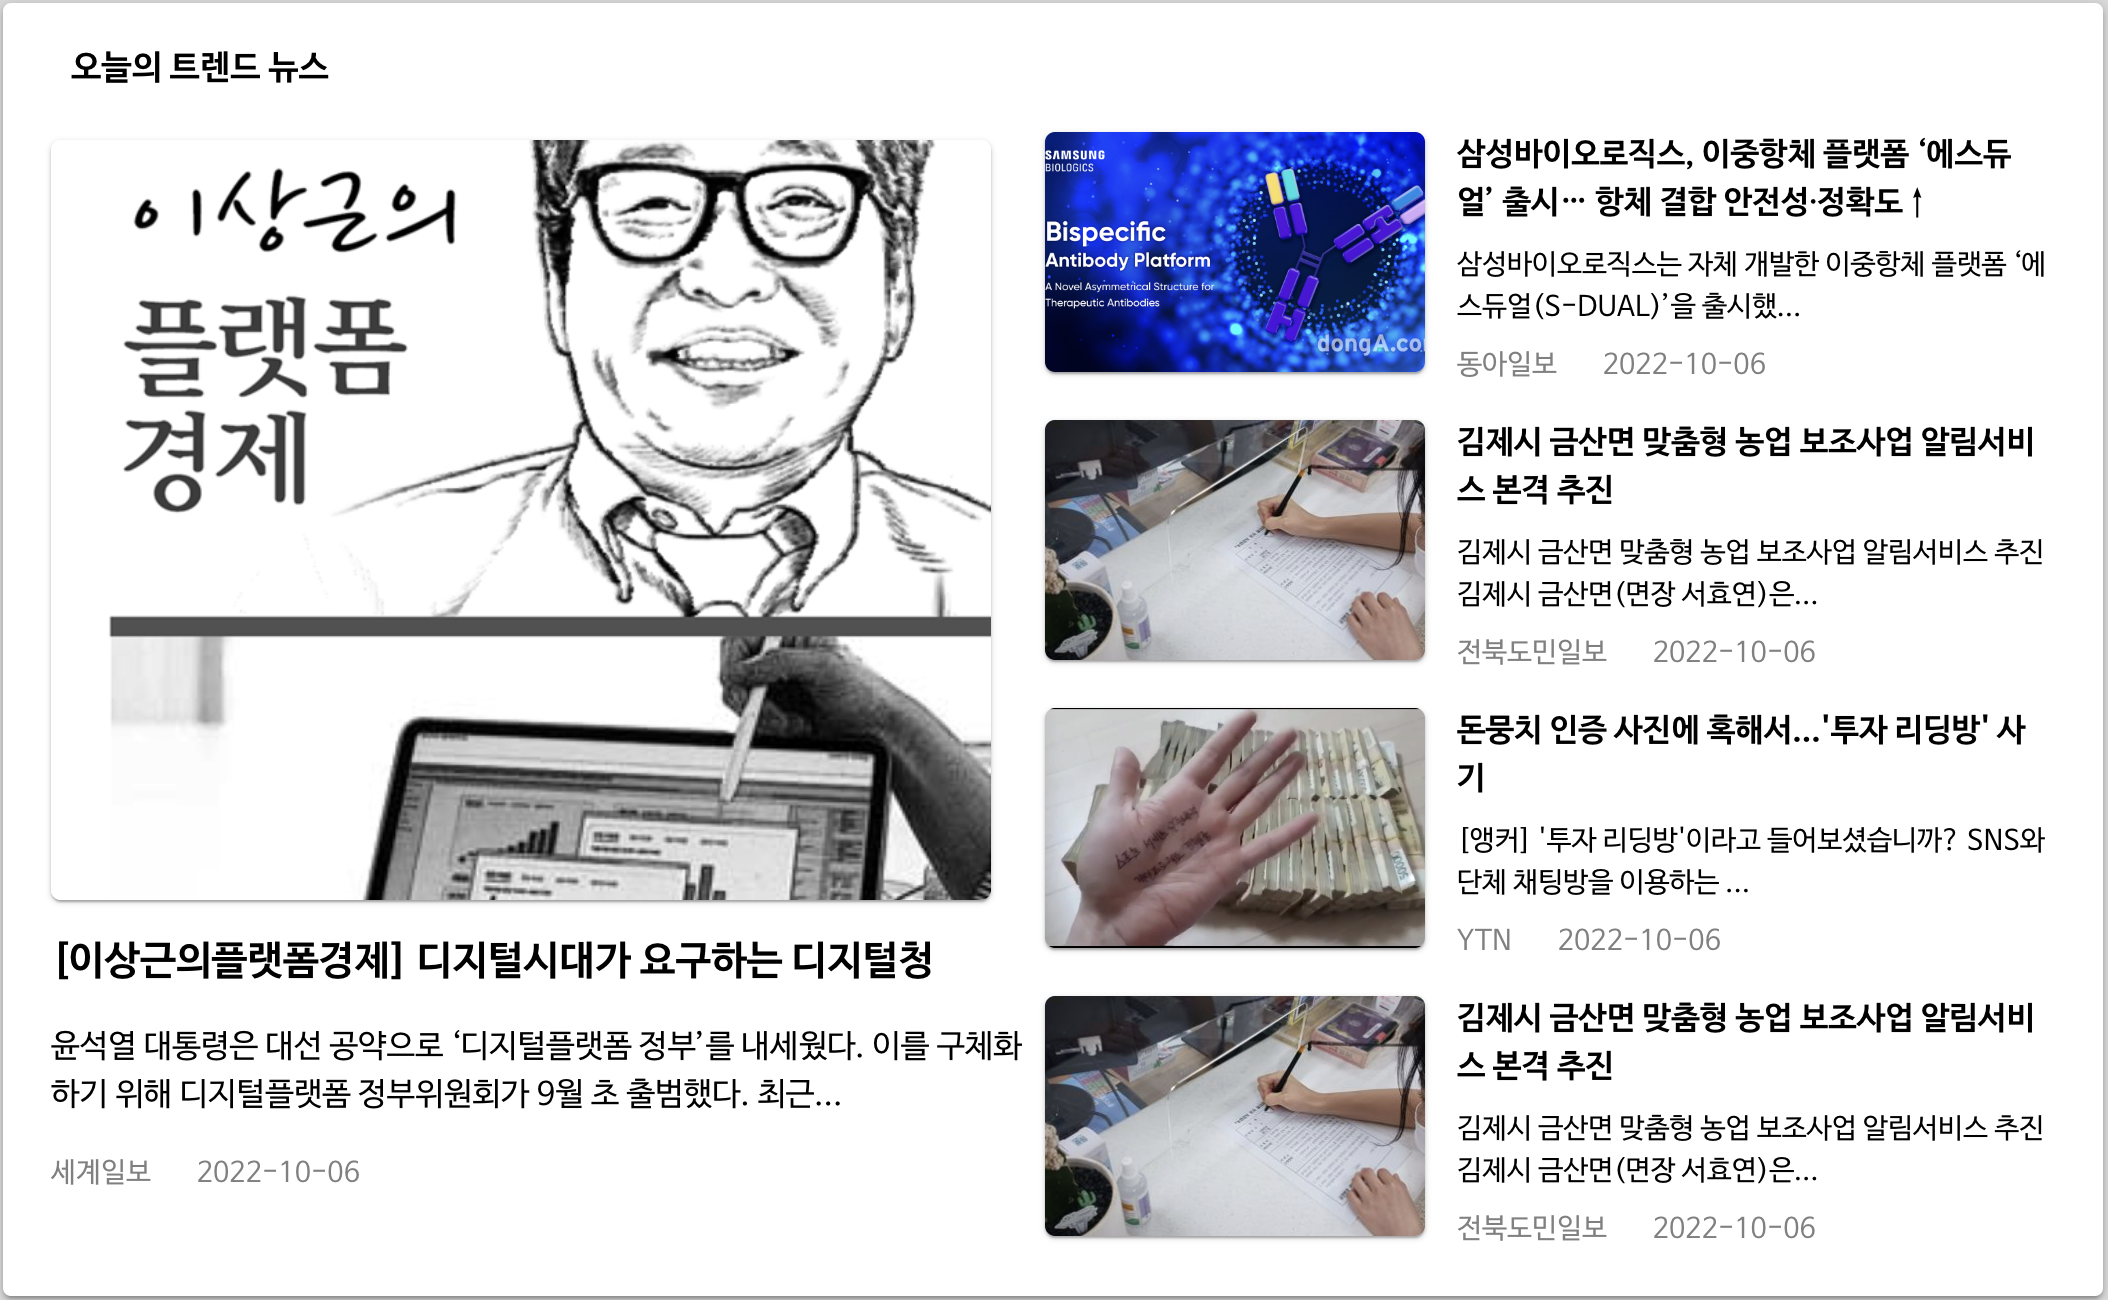 오늘의 트렌드 뉴스
이상근의
플랫폼
경제
[이상근의플랫폼경제] 디지털시대가 요구하는 디지털청
윤석열 대통령은 대선 공약으로 ‘디지털플랫폼 정부’를 내세웠다. 이를 구체화
하기 위해 디지털플랫폼 정부위원회가 9월 초 출범했다. 최근...
세계일보 2022-10-06
SAMSUNG
BIOLOGICS
Bispecific
Antibody Platform
A Novel Asymmetrical Structure for
Therapeutic Antibodies
dongA.co
삼성바이오로직스, 이중항체 플랫폼 ‘에스듀
얼’ 출시… 항체 결합 안전성·정확도↑
삼성바이오로직스는 자체 개발한 이중항체 플랫폼 ‘에
스듀얼(S-DUAL)’을 출시했...
동아일보 2022-10-06
김제시 금산면 맞춤형 농업 보조사업 알림서비
스 본격 추진
김제시 금산면 맞춤형 농업 보조사업 알림서비스 추진
김제시 금산면(면장 서효연)은...
전북도민일보 2022-10-06
돈뭉치 인증 사진에 혹해서...'투자 리딩방' 사
기
[앵커] '투자 리딩방'이라고 들어보셨습니까? SNS와
단체 채팅방을 이용하는 ...
YTN 2022-10-06
김제시 금산면 맞춤형 농업 보조사업 알림서비
스 본격 추진
김제시 금산면 맞춤형 농업 보조사업 알림서비스 추진
김제시 금산면(면장 서효연)은...
전북도민일보 2022-10-06